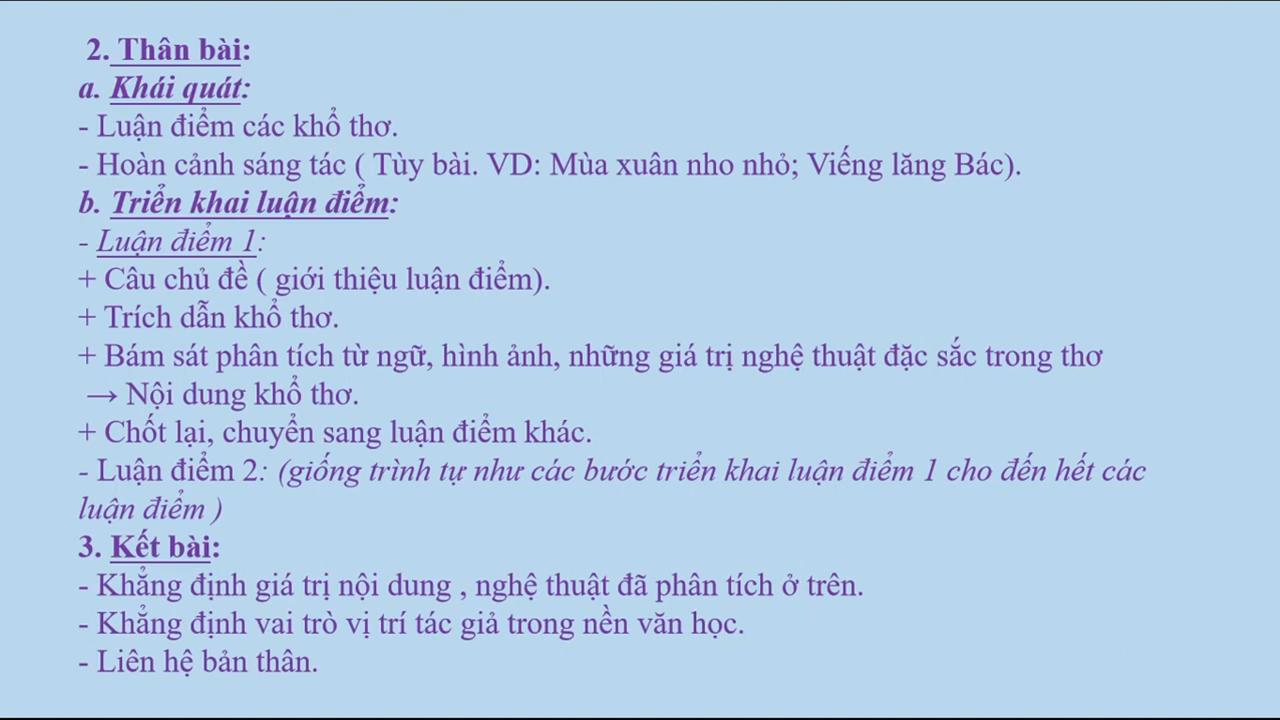 2. Thân bài:
a. Khái quát:
- Luận điểm các khổ thơ.
- Hoàn cảnh sáng tác ( Tùy bài. VD: Mùa xuân nho nhỏ; Viếng lăng Bác).
b. Triển khai luận điểm:
- Luận điểm 1:
+ Câu chủ đề ( giới thiệu luận điểm).
+ Trích dẫn khổ thơ.
+ Bám sát phân tích từ ngữ, hình ảnh, những giá trị nghệ thuật đặc sắc trong thơ
→ Nội dung khổ thơ.
+ Chốt lại, chuyển sang luận điểm khác.
- Luận điểm 2: (giống trình tự như các bước triển khai luận điểm 1 cho đến hết các
luận điểm )
3. Kết bài:
- Khẳng định giá trị nội dung , nghệ thuật đã phân tích ở trên.
- Khẳng định vai trò vị trí tác giả trong nền văn học.
- Liên hệ bản thân.